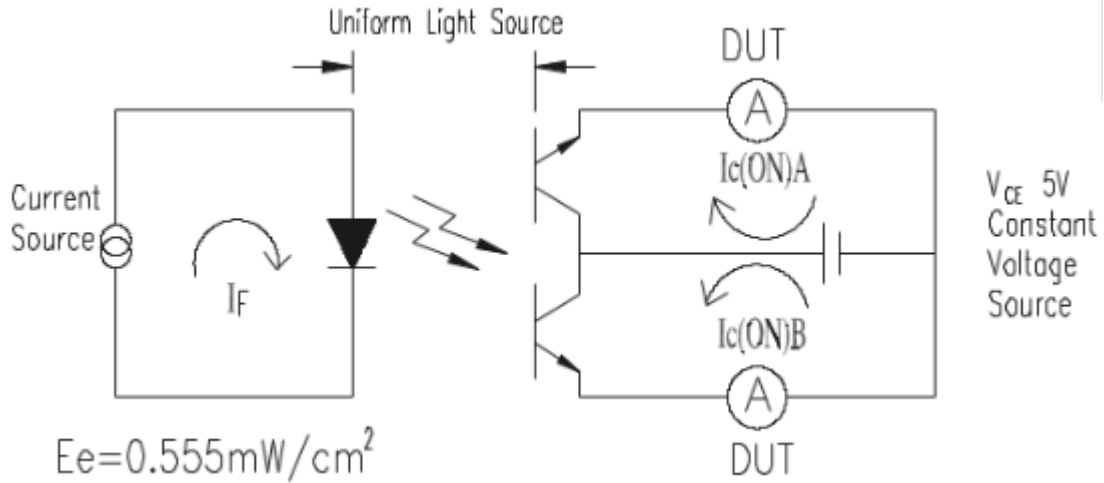 Uniform Light Source
DUT
A
Ic(ON)A
Current
Source
IF
VCE 5V
Constant
Voltage
Source
Ic(ON)B
A
DUT
Ee=0.555mW/cm²